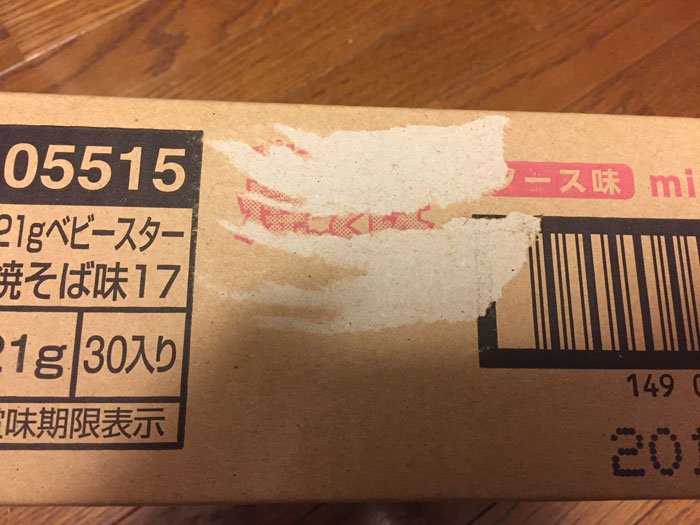 05515
21gベビースター
焼そば味17
21g
30入り
賞味期限表示
ソース味
mi
149
201